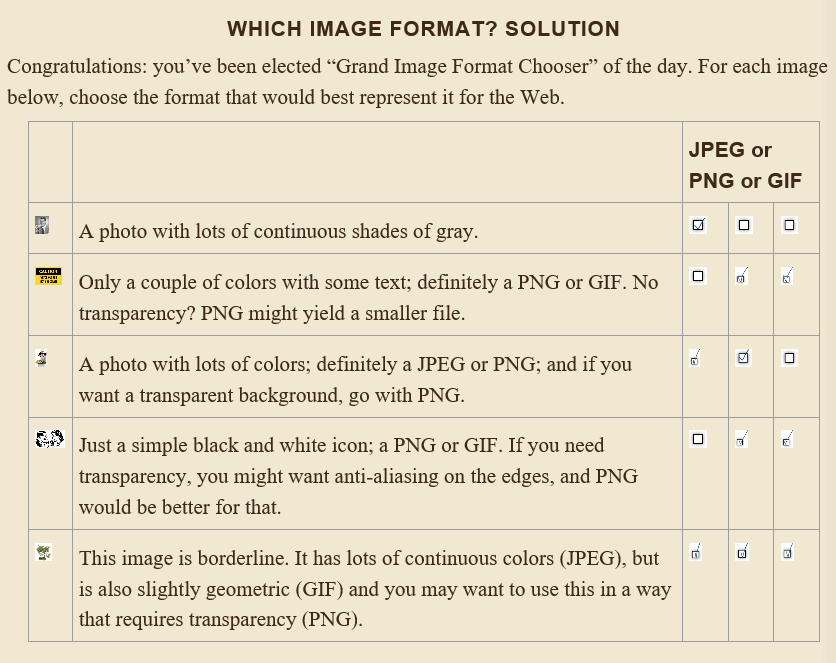 WHICH IMAGE FORMAT? SOLUTION
Congratulations: you’ve been elected “Grand Image Format Chooser” of the day. For each image
below, choose the format that would best represent it for the Web.
JPEG or
PNG or GIF
A photo with lots of continuous shades of gray.
Only a couple of colors with some text; definitely a PNG or GIF. No
transparency? PNG might yield a smaller file.
A photo with lots of colors; definitely a JPEG or PNG; and if you
want a transparent background, go with PNG.
Just a simple black and white icon; a PNG or GIF. If you need
transparency, you might want anti-aliasing on the edges, and PNG
would be better for that.
This image is borderline. It has lots of continuous colors (JPEG), but
is also slightly geometric (GIF) and you may want to use this in a way
that requires transparency (PNG).